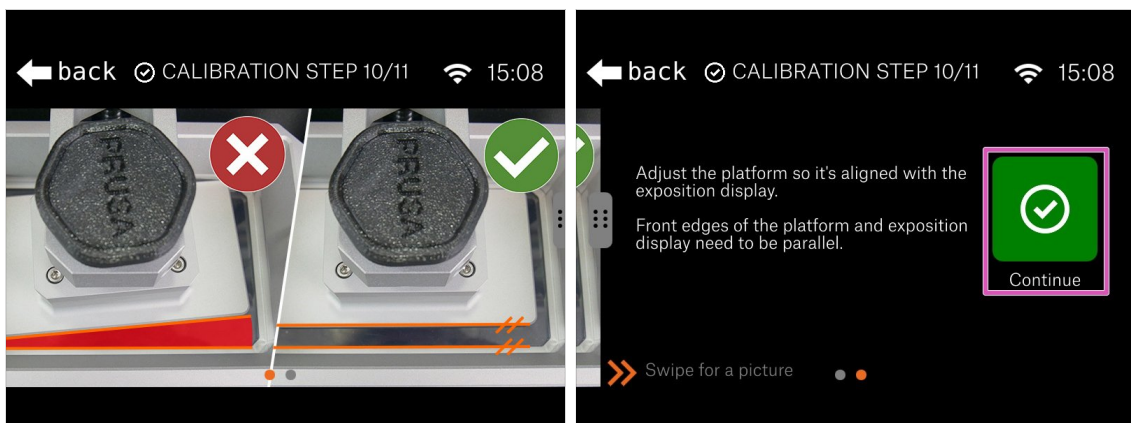 back CALIBRATION STEP 10/11 15:08
PRUSA
PRUSA
back CALIBRATION STEP 10/11 15:08
Adjust the platform so it's aligned with the
exposition display.
Front edges of the platform and exposition
display need to be parallel.
Continue
Swipe for a picture